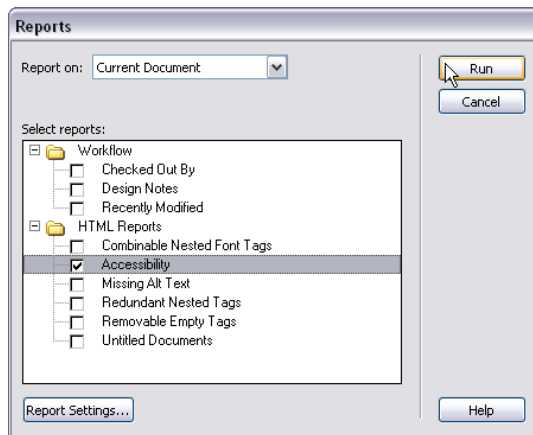 Reports
Report on: Current Document
Run
Cancel
Select reports:
Workflow
Checked Out By
Design Notes
Recently Modified
HTML Reports
Combinable Nested Font Tags
Accessibility
Missing Alt Text
Redundant Nested Tags
Removable Empty Tags
Untitled Documents
Report Settings...
Help